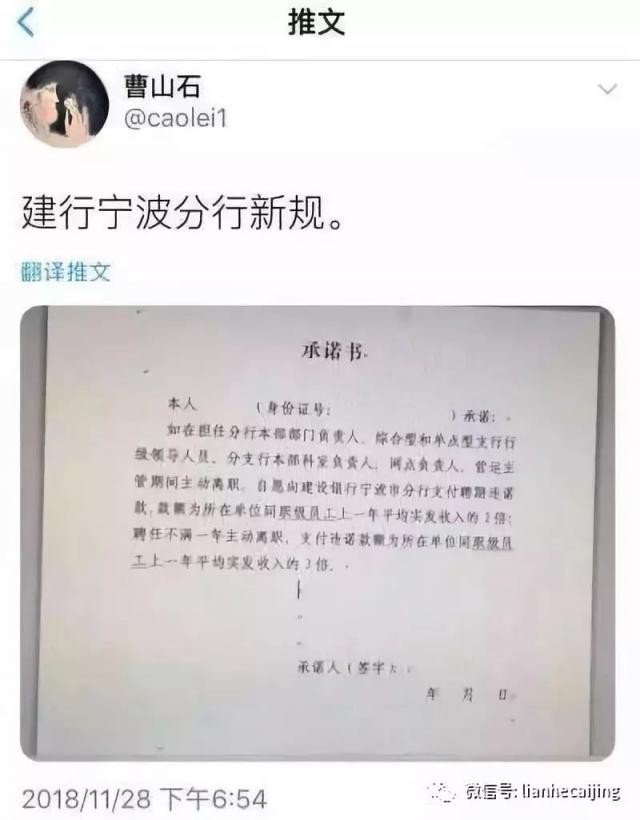 推文
曹山石
@caolei1
建行宁波分行新规。
翻译推文
承诺书
本人 (身份证号: )承诺:
如在担任分行本部部门负责人、综合型和单点型支行行
级领导人员、分支行本部科室负责人、网点负责人、营运主
管期间主动离职,自愿向建设银行宁波市分行支付聘期违诺
款,款额为所在单位同职级员工上一年平均实发收入的2倍;
聘任不满一年主动离职,支付违诺款额为所在单位同职级员
工上一年平均实发收入的3倍.
承诺人(签字):
年 月 日
2018/11/28 下午6:54
微信号: lianhecaijing